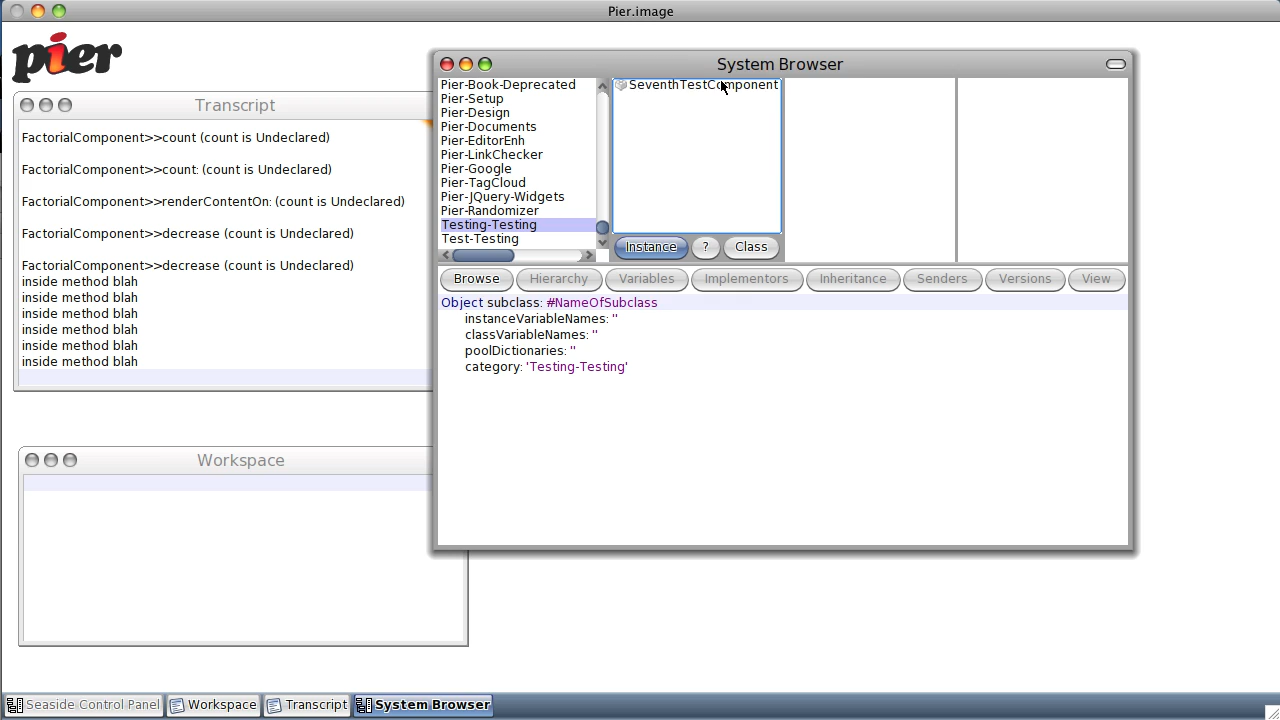 Pier.image
pier
Transcript
FactorialComponent>>count (count is Undeclared)
FactorialComponent>>count: (count is Undeclared)
FactorialComponent>>renderContentOn: (count is Undeclared)
FactorialComponent>>decrease (count is Undeclared)
FactorialComponent>>decrease (count is Undeclared)
inside method blah
inside method blah
inside method blah
inside method blah
inside method blah
inside method blah
Workspace
System Browser
Pier-Book-Deprecated
Pier-Setup
Pier-Design
Pier-Documents
Pier-EditorEnh
Pier-LinkChecker
Pier-Google
Pier-TagCloud
Pier-JQuery-Widgets
Pier-Randomizer
Testing-Testing
Test-Testing
SeventhTestComponent
Instance ? Class
Browse Hierarchy Variables Implementors Inheritance Senders Versions View
Object subclass: #NameOfSubclass
instanceVariableNames: ''
classVariableNames: ''
poolDictionaries: ''
category: 'Testing-Testing'
Seaside Control Panel Workspace Transcript System Browser